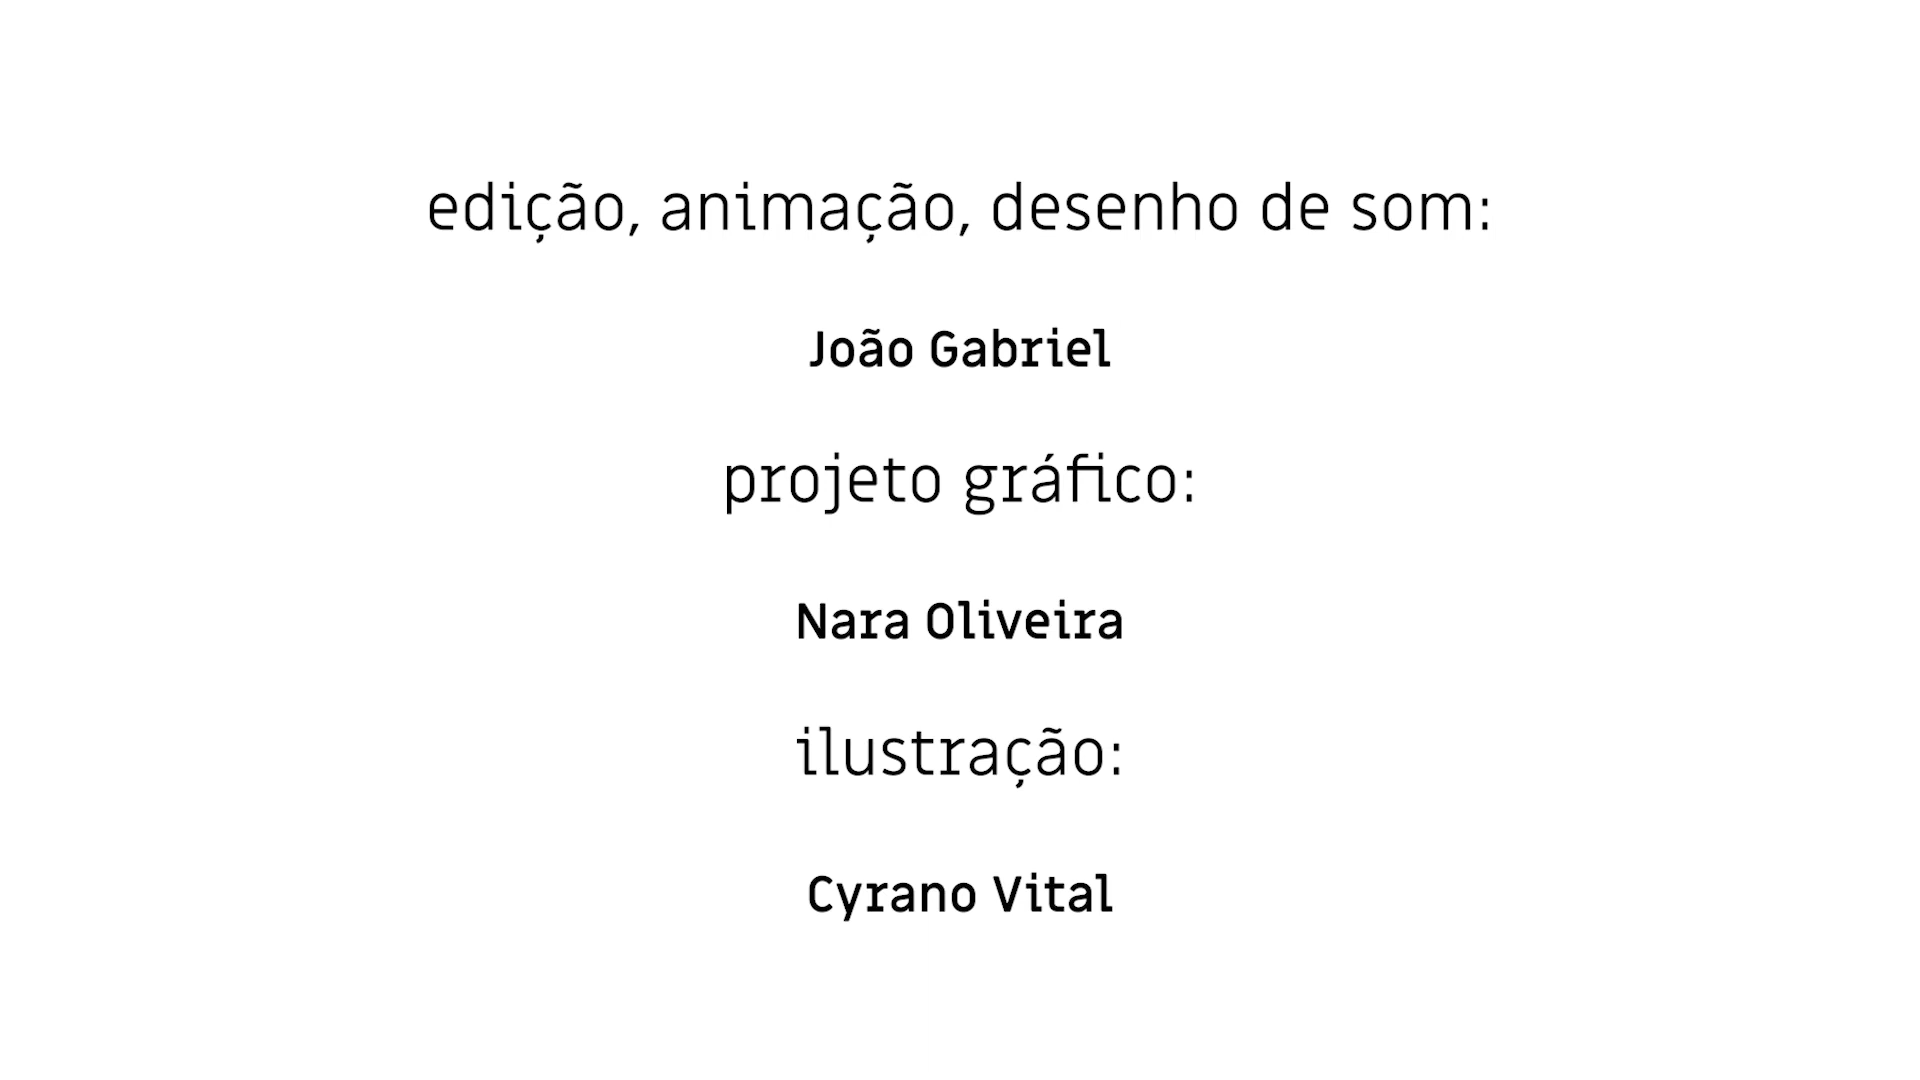 edição, animação, desenho de som:
João Gabriel
projeto gráfico:
Nara Oliveira
ilustração:
Cyrano Vital